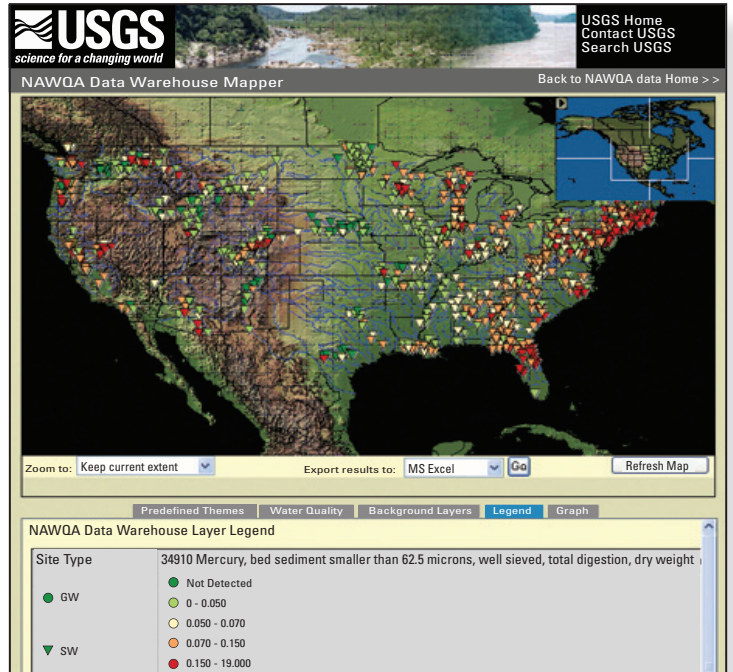 USGS
science for a changing world
USGS Home
Contact USGS
Search USGS
NAWQA Data Warehouse Mapper
Back to NAWQA data Home > >
USGS
Zoom to: Keep current extent
Export results to: MS Excel
Go
Refresh Map
Predefined Themes
Water Quality
Background Layers
Legend
Graph
NAWQA Data Warehouse Layer Legend
Site Type
34910 Mercury, bed sediment smaller than 62.5 microns, well sieved, total digestion, dry weight
GW
SW
Not Detected
0 - 0.050
0.050 - 0.070
0.070 - 0.150
0.150 - 19.000